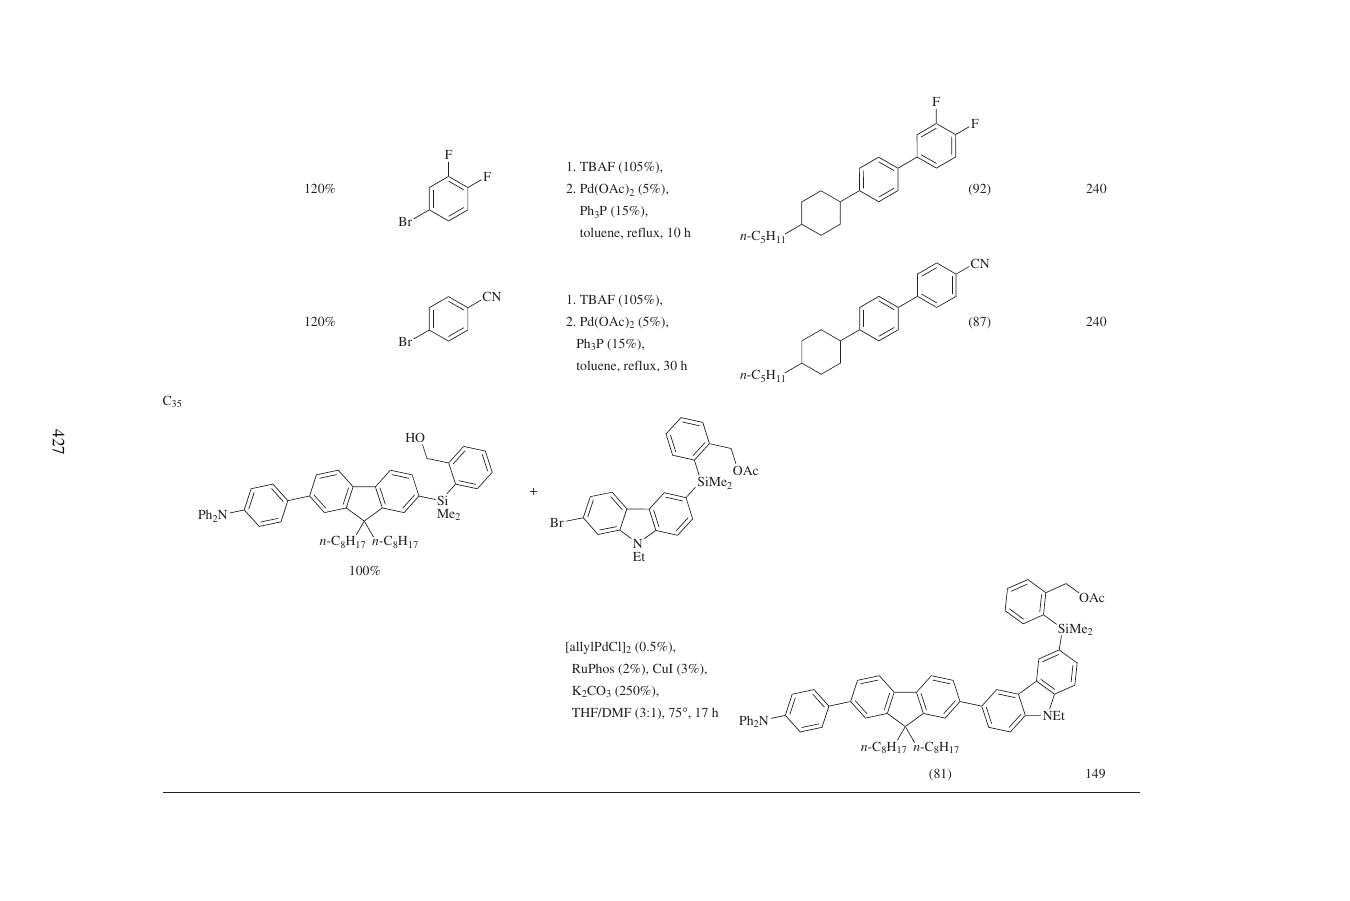 F
F
Br
120%
1. TBAF (105%),
2. Pd(OAc)₂ (5%),
Ph₃P (15%),
toluene, reflux, 10 h
F
F
n-C₅H₁₁
(92)
240
CN
Br
120%
1. TBAF (105%),
2. Pd(OAc)₂ (5%),
Ph₃P (15%),
toluene, reflux, 30 h
CN
n-C₅H₁₁
(87)
240
C₃₅
427
HO
Ph₂N
Si
Me₂
n-C₈H₁₇ n-C₈H₁₇
100%
+
OAc
SiMe₂
Br
N
Et
[allylPdCl]₂ (0.5%),
RuPhos (2%), CuI (3%),
K₂CO₃ (250%),
THF/DMF (3:1), 75°, 17 h
OAc
SiMe₂
NEt
Ph₂N
n-C₈H₁₇ n-C₈H₁₇
(81)
149